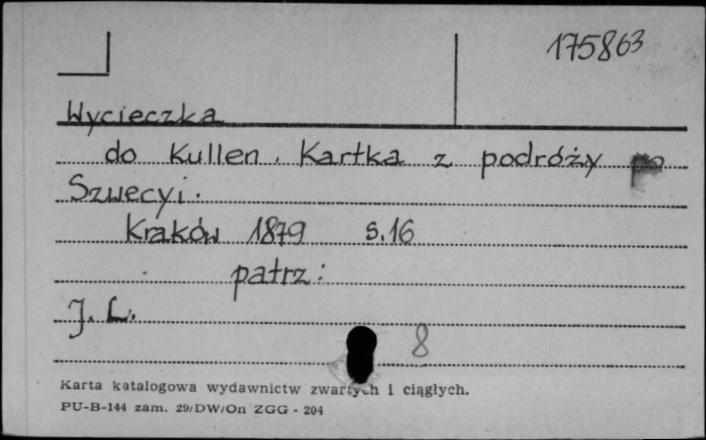 175863
Wycieczka
do Kullen. Kartka z podróży po
Szwecyi.
Kraków 1879 s.16
patrz:
J. L.
8
Karta katalogowa wydawnictw zwartych i ciągłych.
PU-B-144 zam. 29/DW/On ZGG - 204